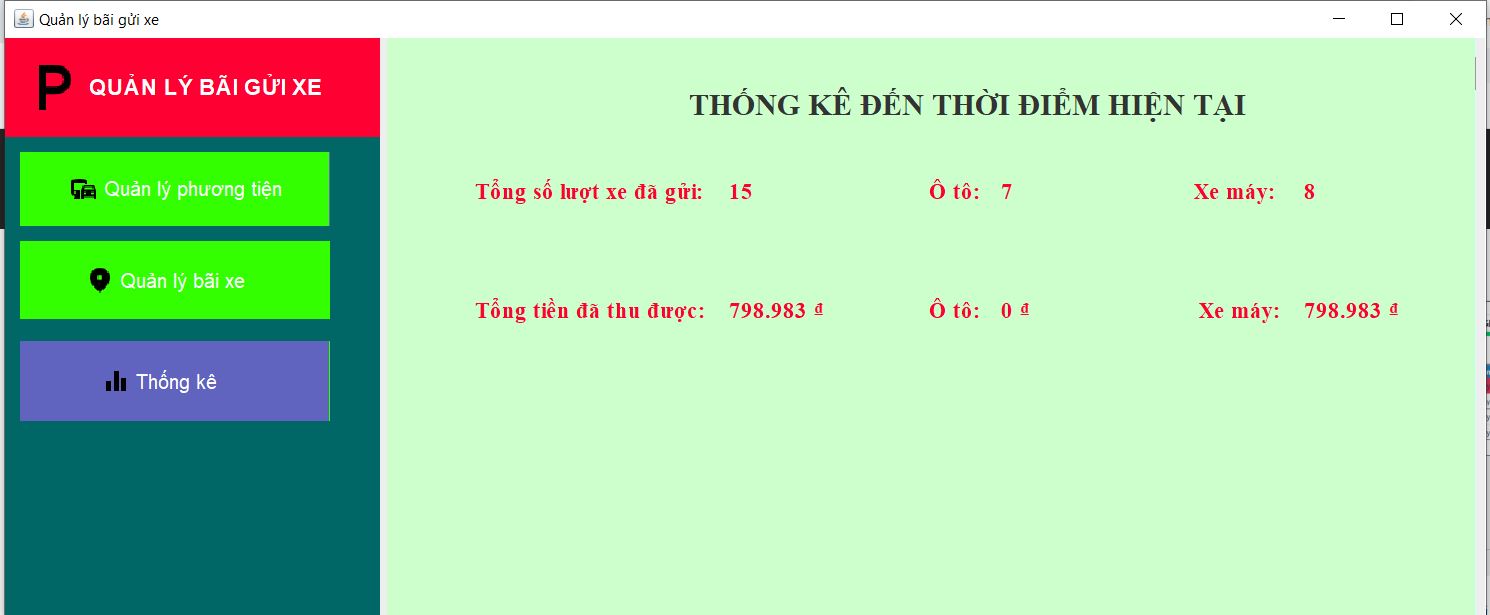 Quản lý bãi gửi xe
P QUẢN LÝ BÃI GỬI XE
Quản lý phương tiện
Quản lý bãi xe
Thống kê
THỐNG KÊ ĐẾN THỜI ĐIỂM HIỆN TẠI
Tổng số lượt xe đã gửi: 15 Ô tô: 7 Xe máy: 8
Tổng tiền đã thu được: 798.983 ₫ Ô tô: 0 ₫ Xe máy: 798.983 ₫